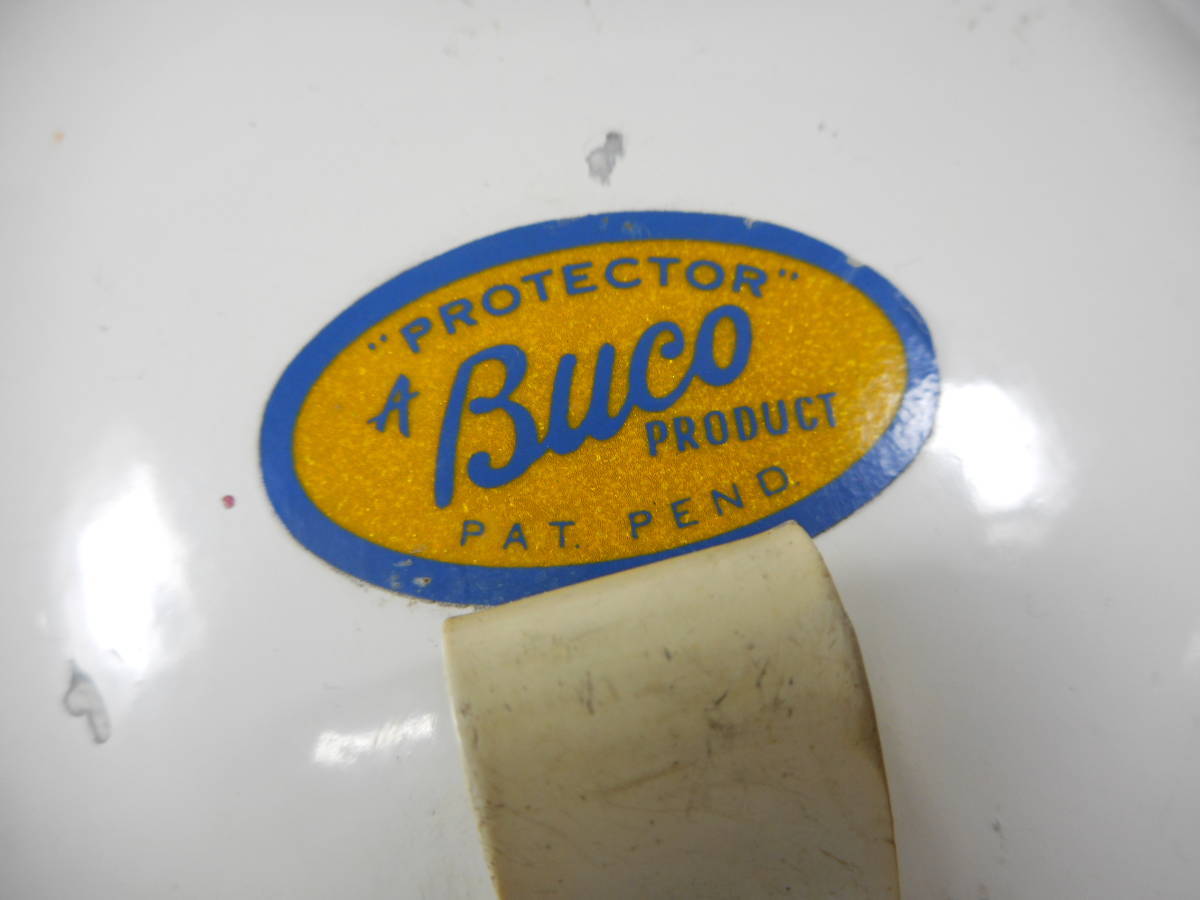 "PROTECTOR"
A Buco
PRODUCT
PAT. PEND.